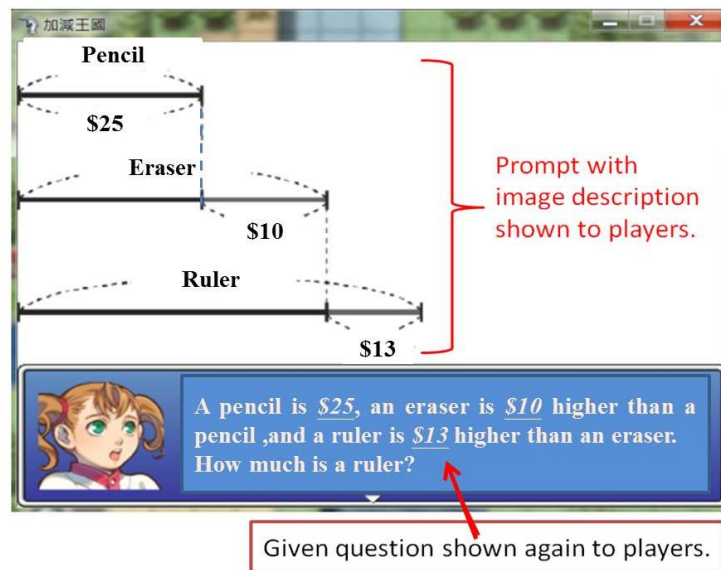 加減王國
Pencil
$25
Eraser
$10
Ruler
$13
Prompt with
image description
shown to players.
A pencil is $25, an eraser is $10 higher than a
pencil ,and a ruler is $13 higher than an eraser.
How much is a ruler?
Given question shown again to players.